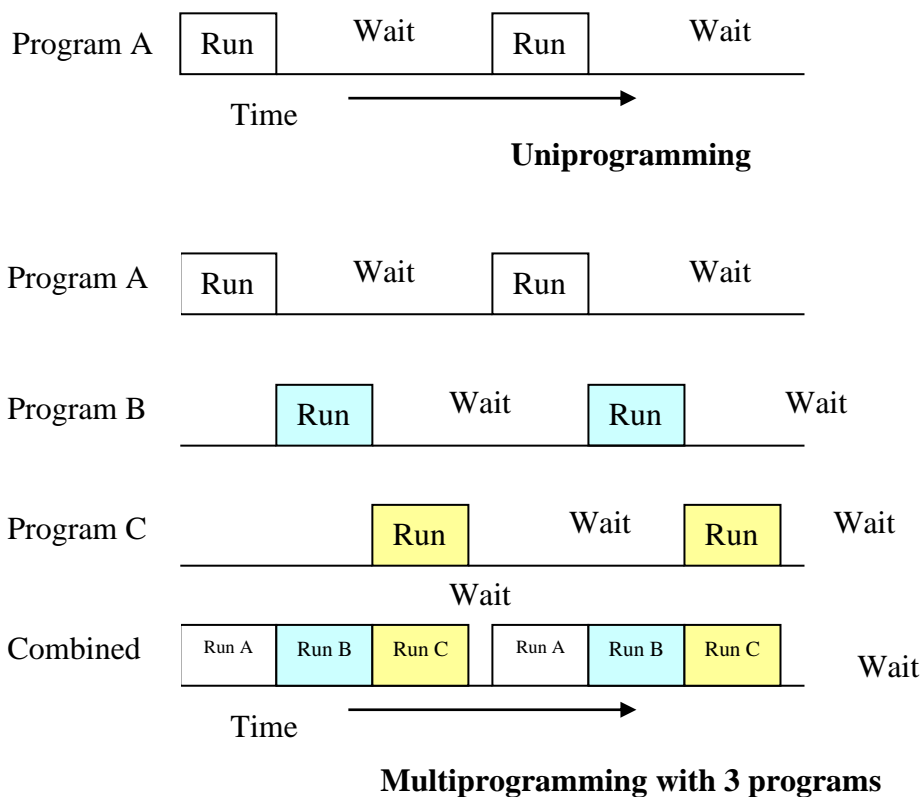 Program A Run Wait Run Wait
Time
Uniprogramming
Program A Run Wait Run Wait
Program B Run Wait Run Wait
Program C Run Wait Run Wait
Wait
Combined Run A Run B Run C Run A Run B Run C Wait
Time
Multiprogramming with 3 programs